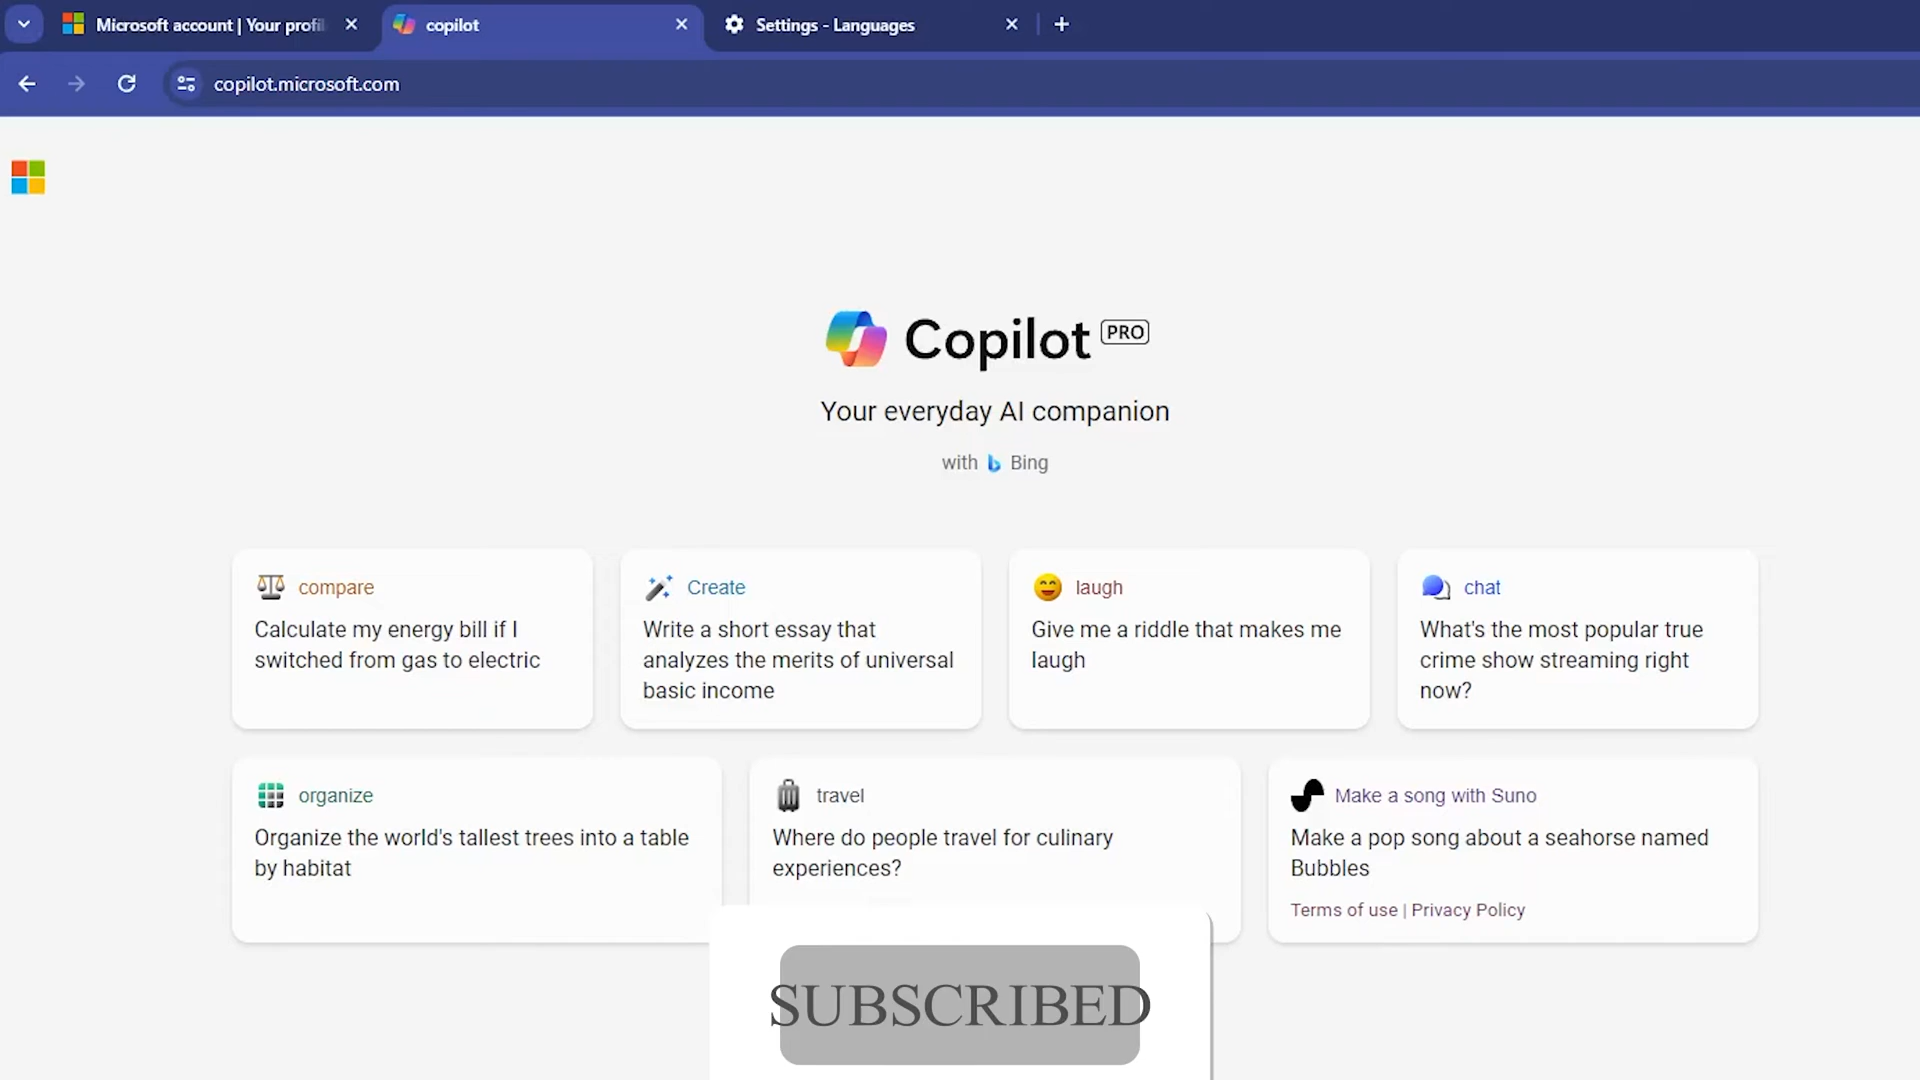 Microsoft account | Your profil
copilot
Settings - Languages
copilot.microsoft.com
Copilot PRO
Your everyday AI companion
with Bing
compare
Calculate my energy bill if I
switched from gas to electric
Create
Write a short essay that
analyzes the merits of universal
basic income
laugh
Give me a riddle that makes me
laugh
chat
What's the most popular true
crime show streaming right
now?
organize
Organize the world's tallest trees into a table
by habitat
travel
Where do people travel for culinary
experiences?
Make a song with Suno
Make a pop song about a seahorse named
Bubbles
Terms of use | Privacy Policy
SUBSCRIBED